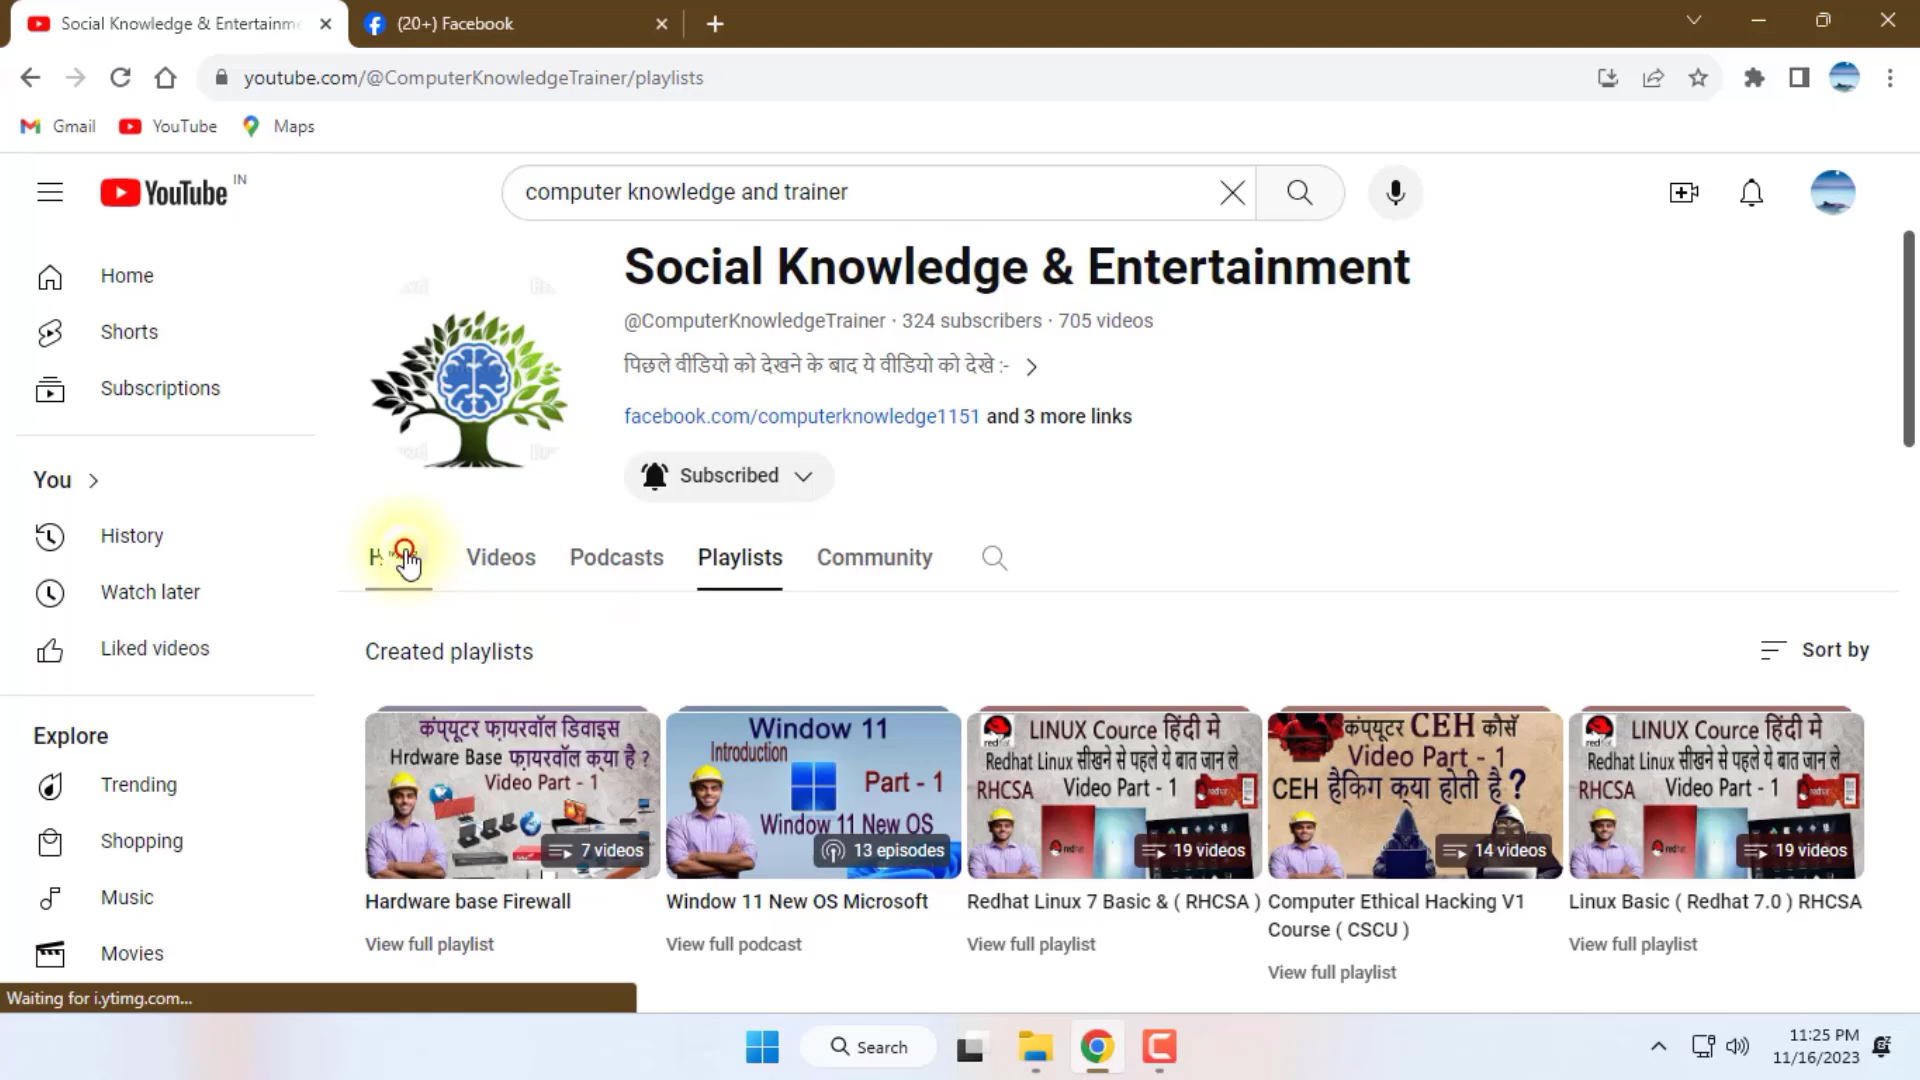 Social Knowledge & Entertainme
(20+) Facebook
youtube.com/@ComputerKnowledgeTrainer/playlists
Gmail
YouTube
Maps
YouTube IN
computer knowledge and trainer
Home
Shorts
Subscriptions
You
History
Watch later
Liked videos
Explore
Trending
Shopping
Music
Movies
Social Knowledge & Entertainment
@ComputerKnowledgeTrainer · 324 subscribers · 705 videos
पिछले वीडियो को देखने के बाद ये वीडियो को देखे :-
facebook.com/computerknowledge1151 and 3 more links
Subscribed
Videos
Podcasts
Playlists
Community
Created playlists
Sort by
कंप्यूटर फ़ायरवॉल डिवाइस
Hrdware Base फ़ायरवॉल क्या है ?
Video Part - 1
7 videos
Hardware base Firewall
View full playlist
Window 11
Introduction
Part - 1
Window 11 New OS
13 episodes
Window 11 New OS Microsoft
View full podcast
redhat
LINUX Cource हिंदी मे
Redhat Linux सीखने से पहले ये बात जान ले
RHCSA Video Part - 1
19 videos
Redhat Linux 7 Basic & ( RHCSA )
View full playlist
कंप्यूटर CEH कौर्स
Video Part - 1
CEH हैकिंग क्या होती है ?
14 videos
Computer Ethical Hacking V1
Course ( CSCU )
View full playlist
redhat
LINUX Cource हिंदी मे
Redhat Linux सीखने से पहले ये बात जान ले
RHCSA Video Part - 1
19 videos
Linux Basic ( Redhat 7.0 ) RHCSA
View full playlist
Waiting for i.ytimg.com...
Search
11:25 PM
11/16/2023